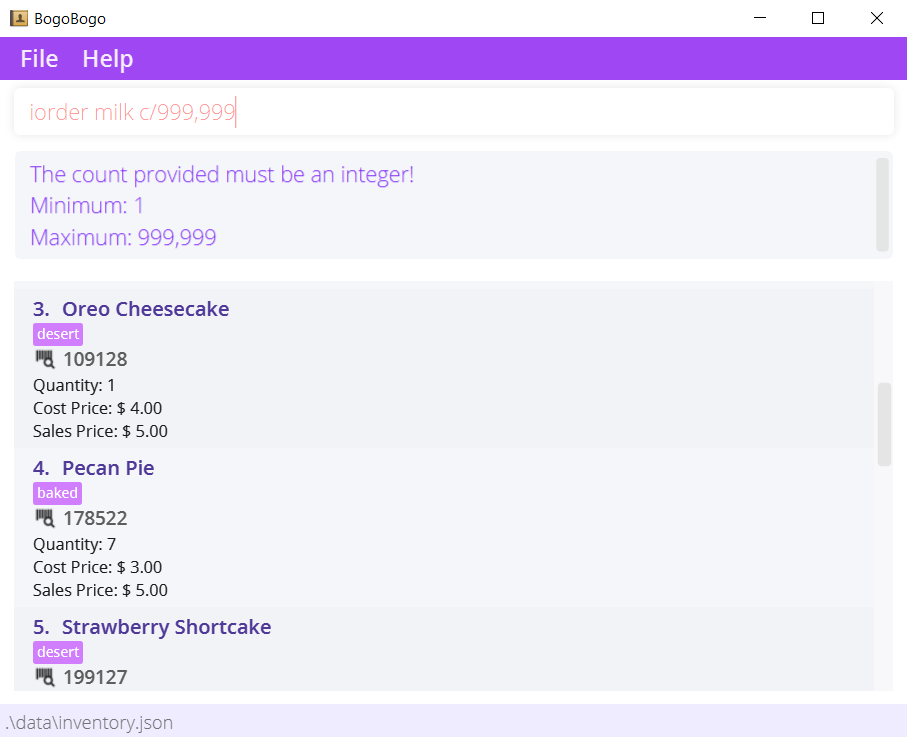 BogoBogo
File Help
iorder milk c/999,999
The count provided must be an integer!
Minimum: 1
Maximum: 999,999
3. Oreo Cheesecake
desert
109128
Quantity: 1
Cost Price: $ 4.00
Sales Price: $ 5.00
4. Pecan Pie
baked
178522
Quantity: 7
Cost Price: $ 3.00
Sales Price: $ 5.00
5. Strawberry Shortcake
desert
199127
.\data\inventory.json